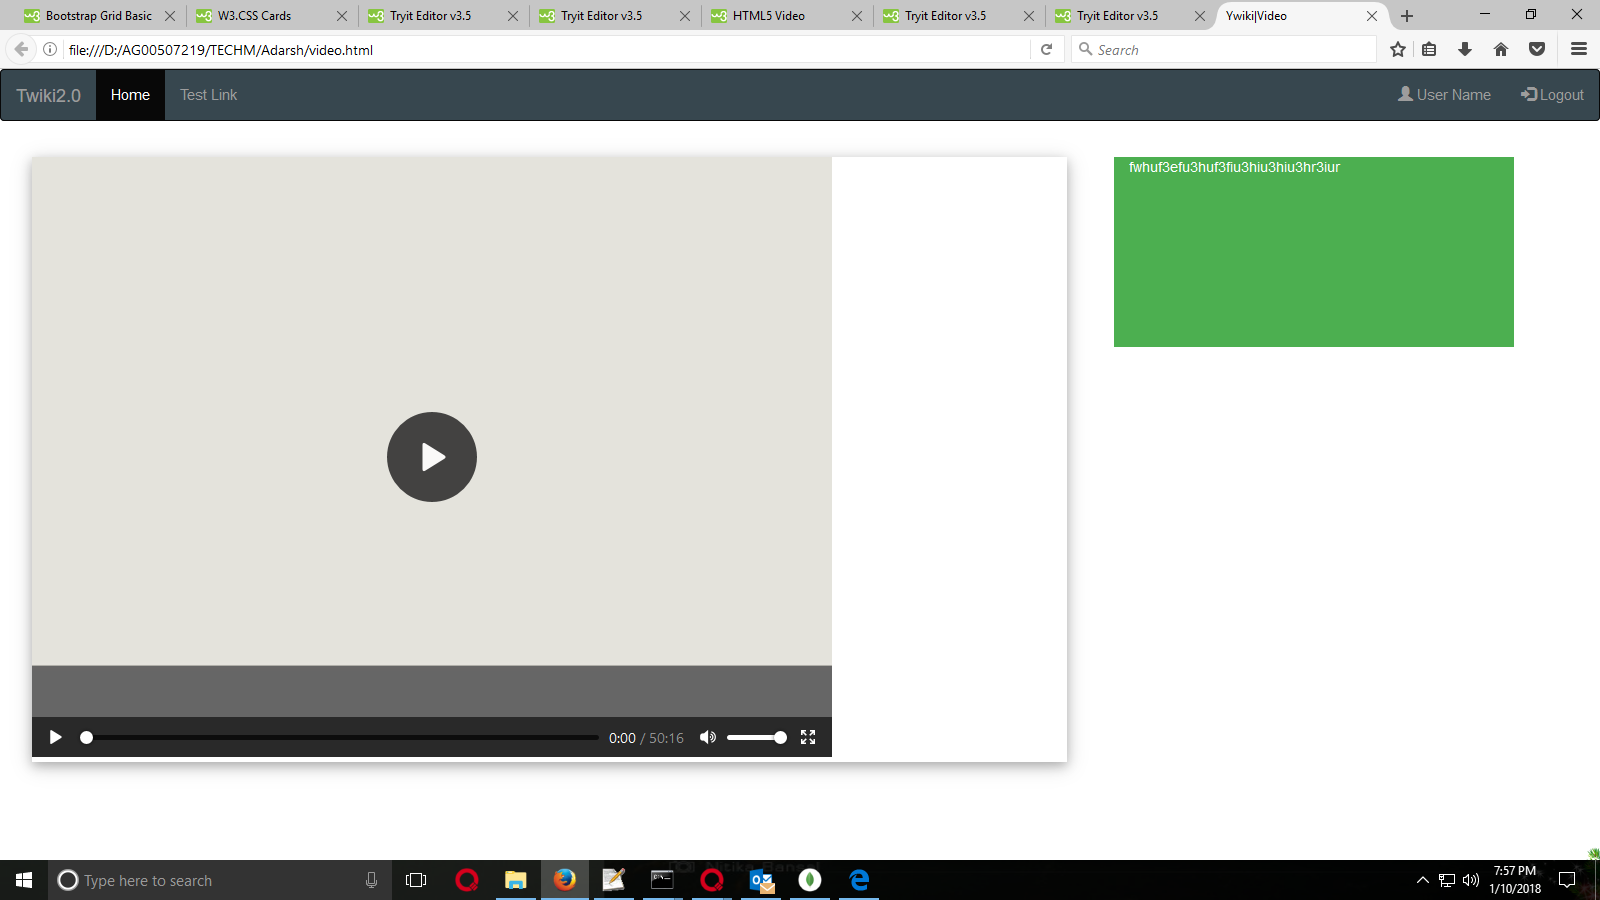 Bootstrap Grid Basic
W3.CSS Cards
Tryit Editor v3.5
Tryit Editor v3.5
HTML5 Video
Tryit Editor v3.5
Tryit Editor v3.5
Ywiki|Video
file:///D:/AG00507219/TECHM/Adarsh/video.html
Search
Twiki2.0
Home
Test Link
User Name
Logout
fwhuf3efu3huf3fiu3hiu3hiu3hr3iur
0:00 / 50:16
Type here to search
7:57 PM
1/10/2018